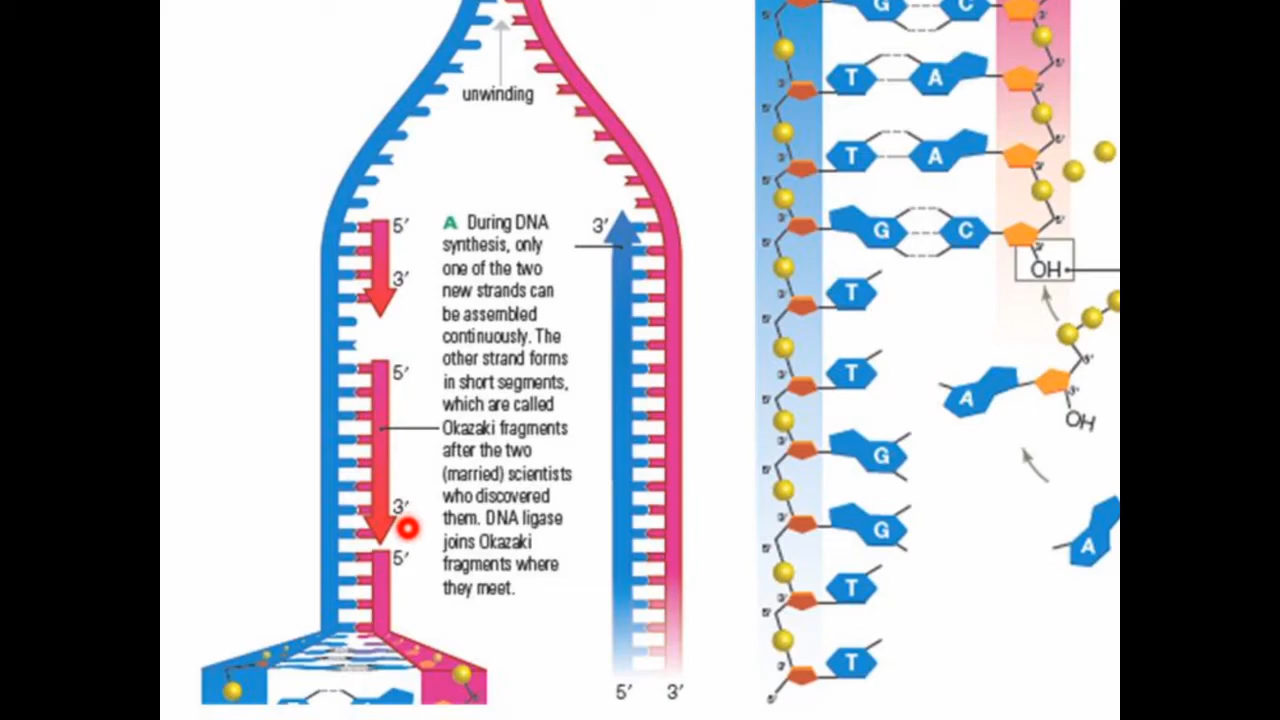 unwinding
5′
3′
5′
3′
5′
A During DNA
synthesis, only
one of the two
new strands can
be assembled
continuously. The
other strand forms
in short segments,
which are called
Okazaki fragments
after the two
(married) scientists
who discovered
them. DNA ligase
joins Okazaki
fragments where
they meet.
3′
5′ 3′
G C
T A
T A
G C
OH
T
T
A
OH
G
G
A
T
T